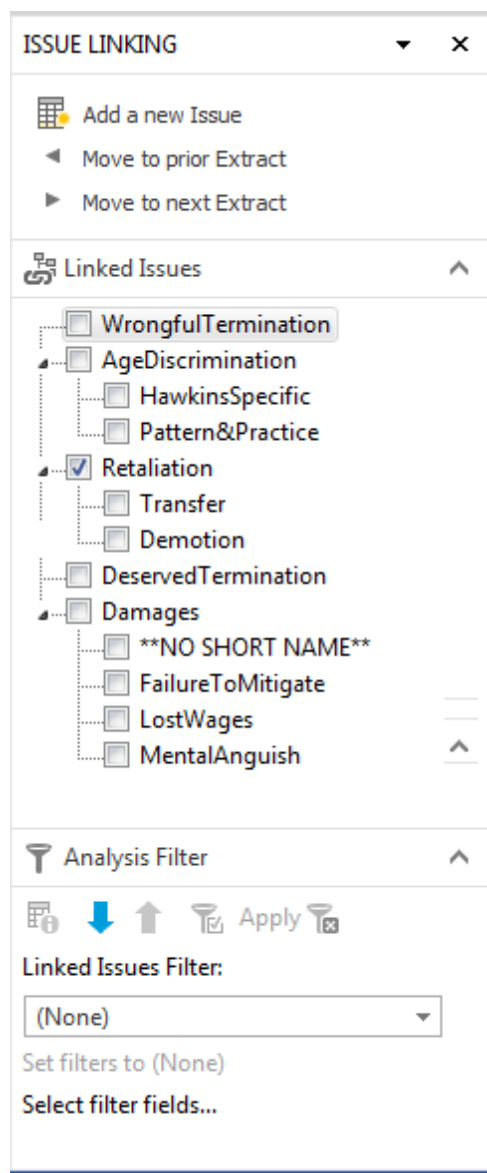 ISSUE LINKING
Add a new Issue
Move to prior Extract
Move to next Extract
Linked Issues
WrongfulTermination
AgeDiscrimination
HawkinsSpecific
Pattern&Practice
Retaliation
Transfer
Demotion
DeservedTermination
Damages
**NO SHORT NAME**
FailureToMitigate
LostWages
MentalAnguish
Analysis Filter
Apply
Linked Issues Filter:
(None)
Set filters to (None)
Select filter fields...